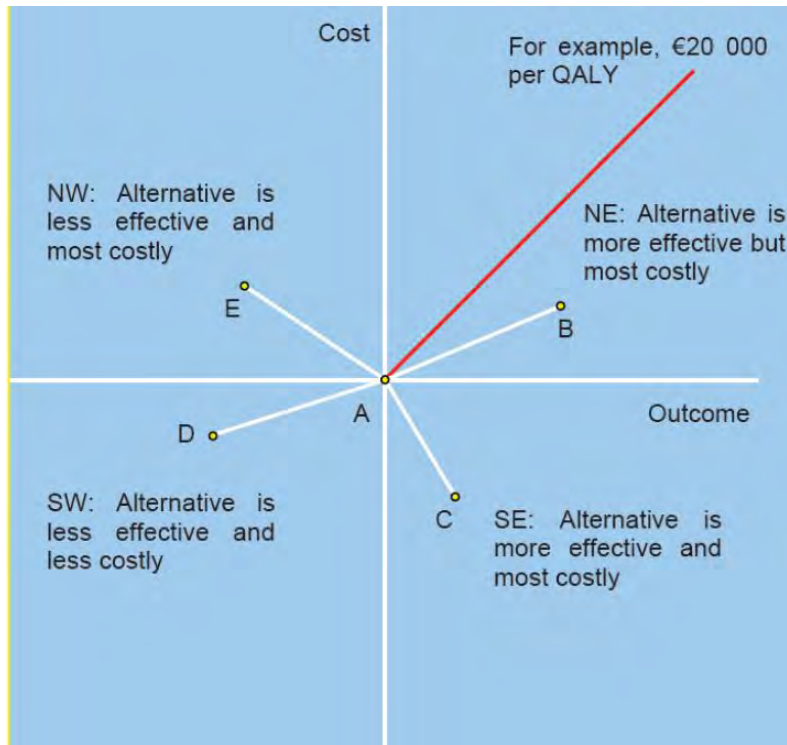 Cost
For example, €20 000
per QALY
NW: Alternative is
less effective and
most costly
NE: Alternative is
more effective but
most costly
E
B
A
Outcome
D
SW: Alternative is
less effective and
less costly
C
SE: Alternative is
more effective and
most costly